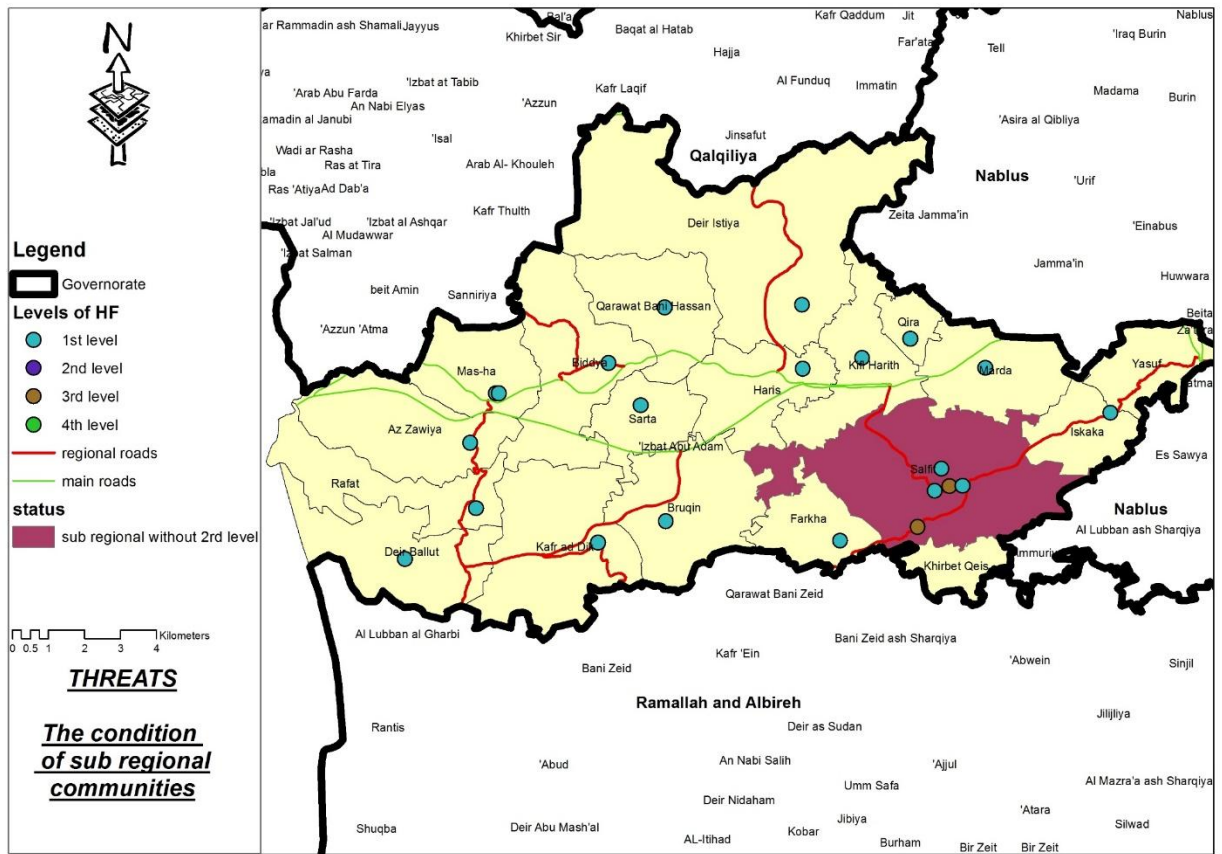 N
Legend
Governorate
Levels of HF
1st level
2nd level
3rd level
4th level
regional roads
main roads
status
sub regional without 2rd level
0 0.5 1 2 3 4
Kilometers
THREATS
The condition
of sub regional
communities
ar Rammadin ash Shamali
Jayyus
Bal'a
Khirbet Sir
Baqat al Hatab
Kafr Qaddum
Jit
Far'ata
Nablus
'Iraq Burin
Tell
Hajja
'Izbat at Tabib
Kafr Laqif
Al Funduq
Immatin
Madama
Burin
'Arab Abu Farda
An Nabi Elyas
'Azzun
amadin al Janubi
'Isal
Jinsafut
'Asira al Qibliya
Wadi ar Rasha
Ras at Tira
Arab Al- Khouleh
Qalqiliya
Nablus
'Urif
Ras 'Atiya
Ad Dab'a
'Izbat Jal'ud
'Izbat al Ashqar
Kafr Thulth
Deir Istiya
Zeita Jamma'in
'Einabus
Al Mudawwar
'Izbat Salman
Jamma'in
Huwwara
beit Amin
Sanniriya
Qarawat Bani Hassan
Qira
Beita
'Azzun 'Atma
Biddya
Kifl Harith
Marda
Yasuf
Mas-ha
Haris
Sarta
Az Zawiya
'Izbat Abu Adam
Iskaka
Es Sawya
Salfit
Rafat
Bruqin
Farkha
Nablus
Al Lubban ash Sharqiya
Deir Ballut
Khirbet Qeis
Qarawat Bani Zeid
Al Lubban al Gharbi
Bani Zeid ash Sharqiya
Kafr 'Ein
'Abwein
Sinjil
Bani Zeid
Ramallah and Albireh
Jilijliya
Rantis
Deir as Sudan
'Abud
An Nabi Salih
'Ajjul
Umm Safa
Al Mazra'a ash Sharqiya
Deir Nidaham
'Atara
Shuqba
Deir Abu Mash'al
Jibiya
Silwad
AL-Itihad
Kobar
Burham
Bir Zeit
Bir Zeit